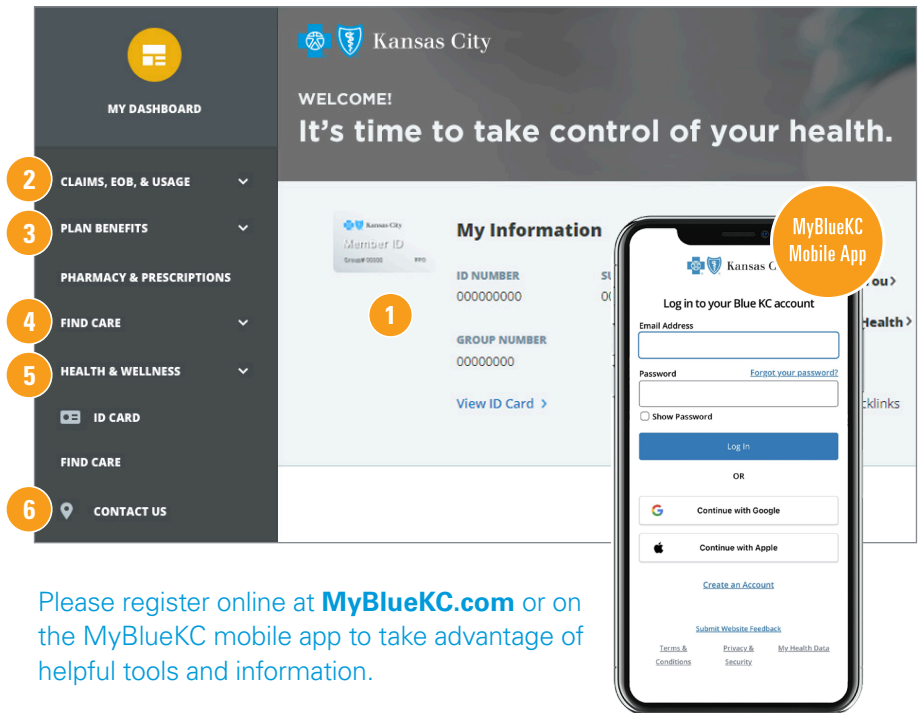 MY DASHBOARD
2 CLAIMS, EOB, & USAGE
3 PLAN BENEFITS
PHARMACY & PRESCRIPTIONS
4 FIND CARE
5 HEALTH & WELLNESS
ID CARD
FIND CARE
6 CONTACT US
Kansas City
WELCOME!
It's time to take control of your health.
Kansas City
Member ID
Group# 00000 PPO
1
My Information
ID NUMBER
000000000
GROUP NUMBER
00000000
View ID Card >
ou>
Health >
cklinks
MyBlueKC
Mobile App
Kansas C
Log in to your Blue KC account
Email Address
Password Forgot your password?
Show Password
Log In
OR
Continue with Google
Continue with Apple
Create an Account
Submit Website Feedback
Terms & Privacy & My Health Data
Conditions Security
Please register online at MyBlueKC.com or on
the MyBlueKC mobile app to take advantage of
helpful tools and information.